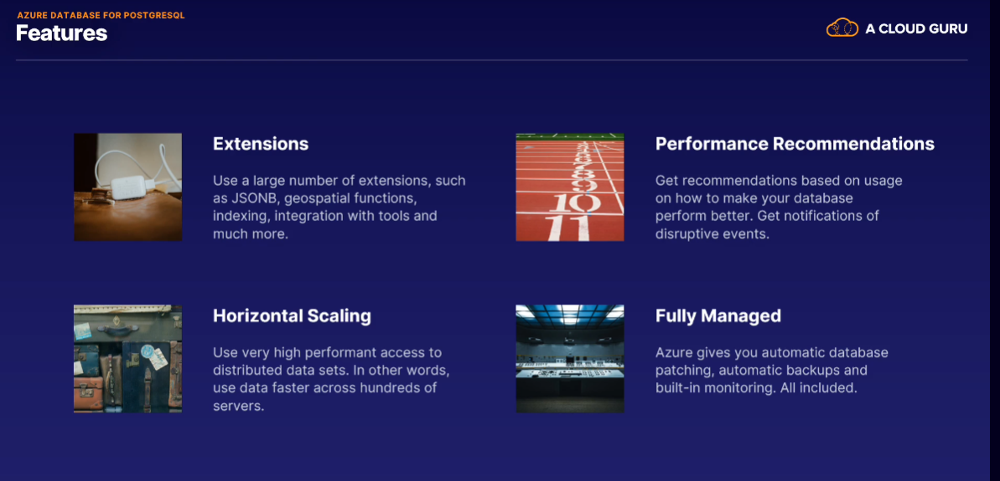 AZURE DATABASE FOR POSTGRESQL
Features
A CLOUD GURU
Extensions
Use a large number of extensions, such
as JSONB, geospatial functions,
indexing, integration with tools and
much more.
Performance Recommendations
Get recommendations based on usage
on how to make your database
perform better. Get notifications of
disruptive events.
9
10
11
Horizontal Scaling
Use very high performant access to
distributed data sets. In other words,
use data faster across hundreds of
servers.
Fully Managed
Azure gives you automatic database
patching, automatic backups and
built-in monitoring. All included.